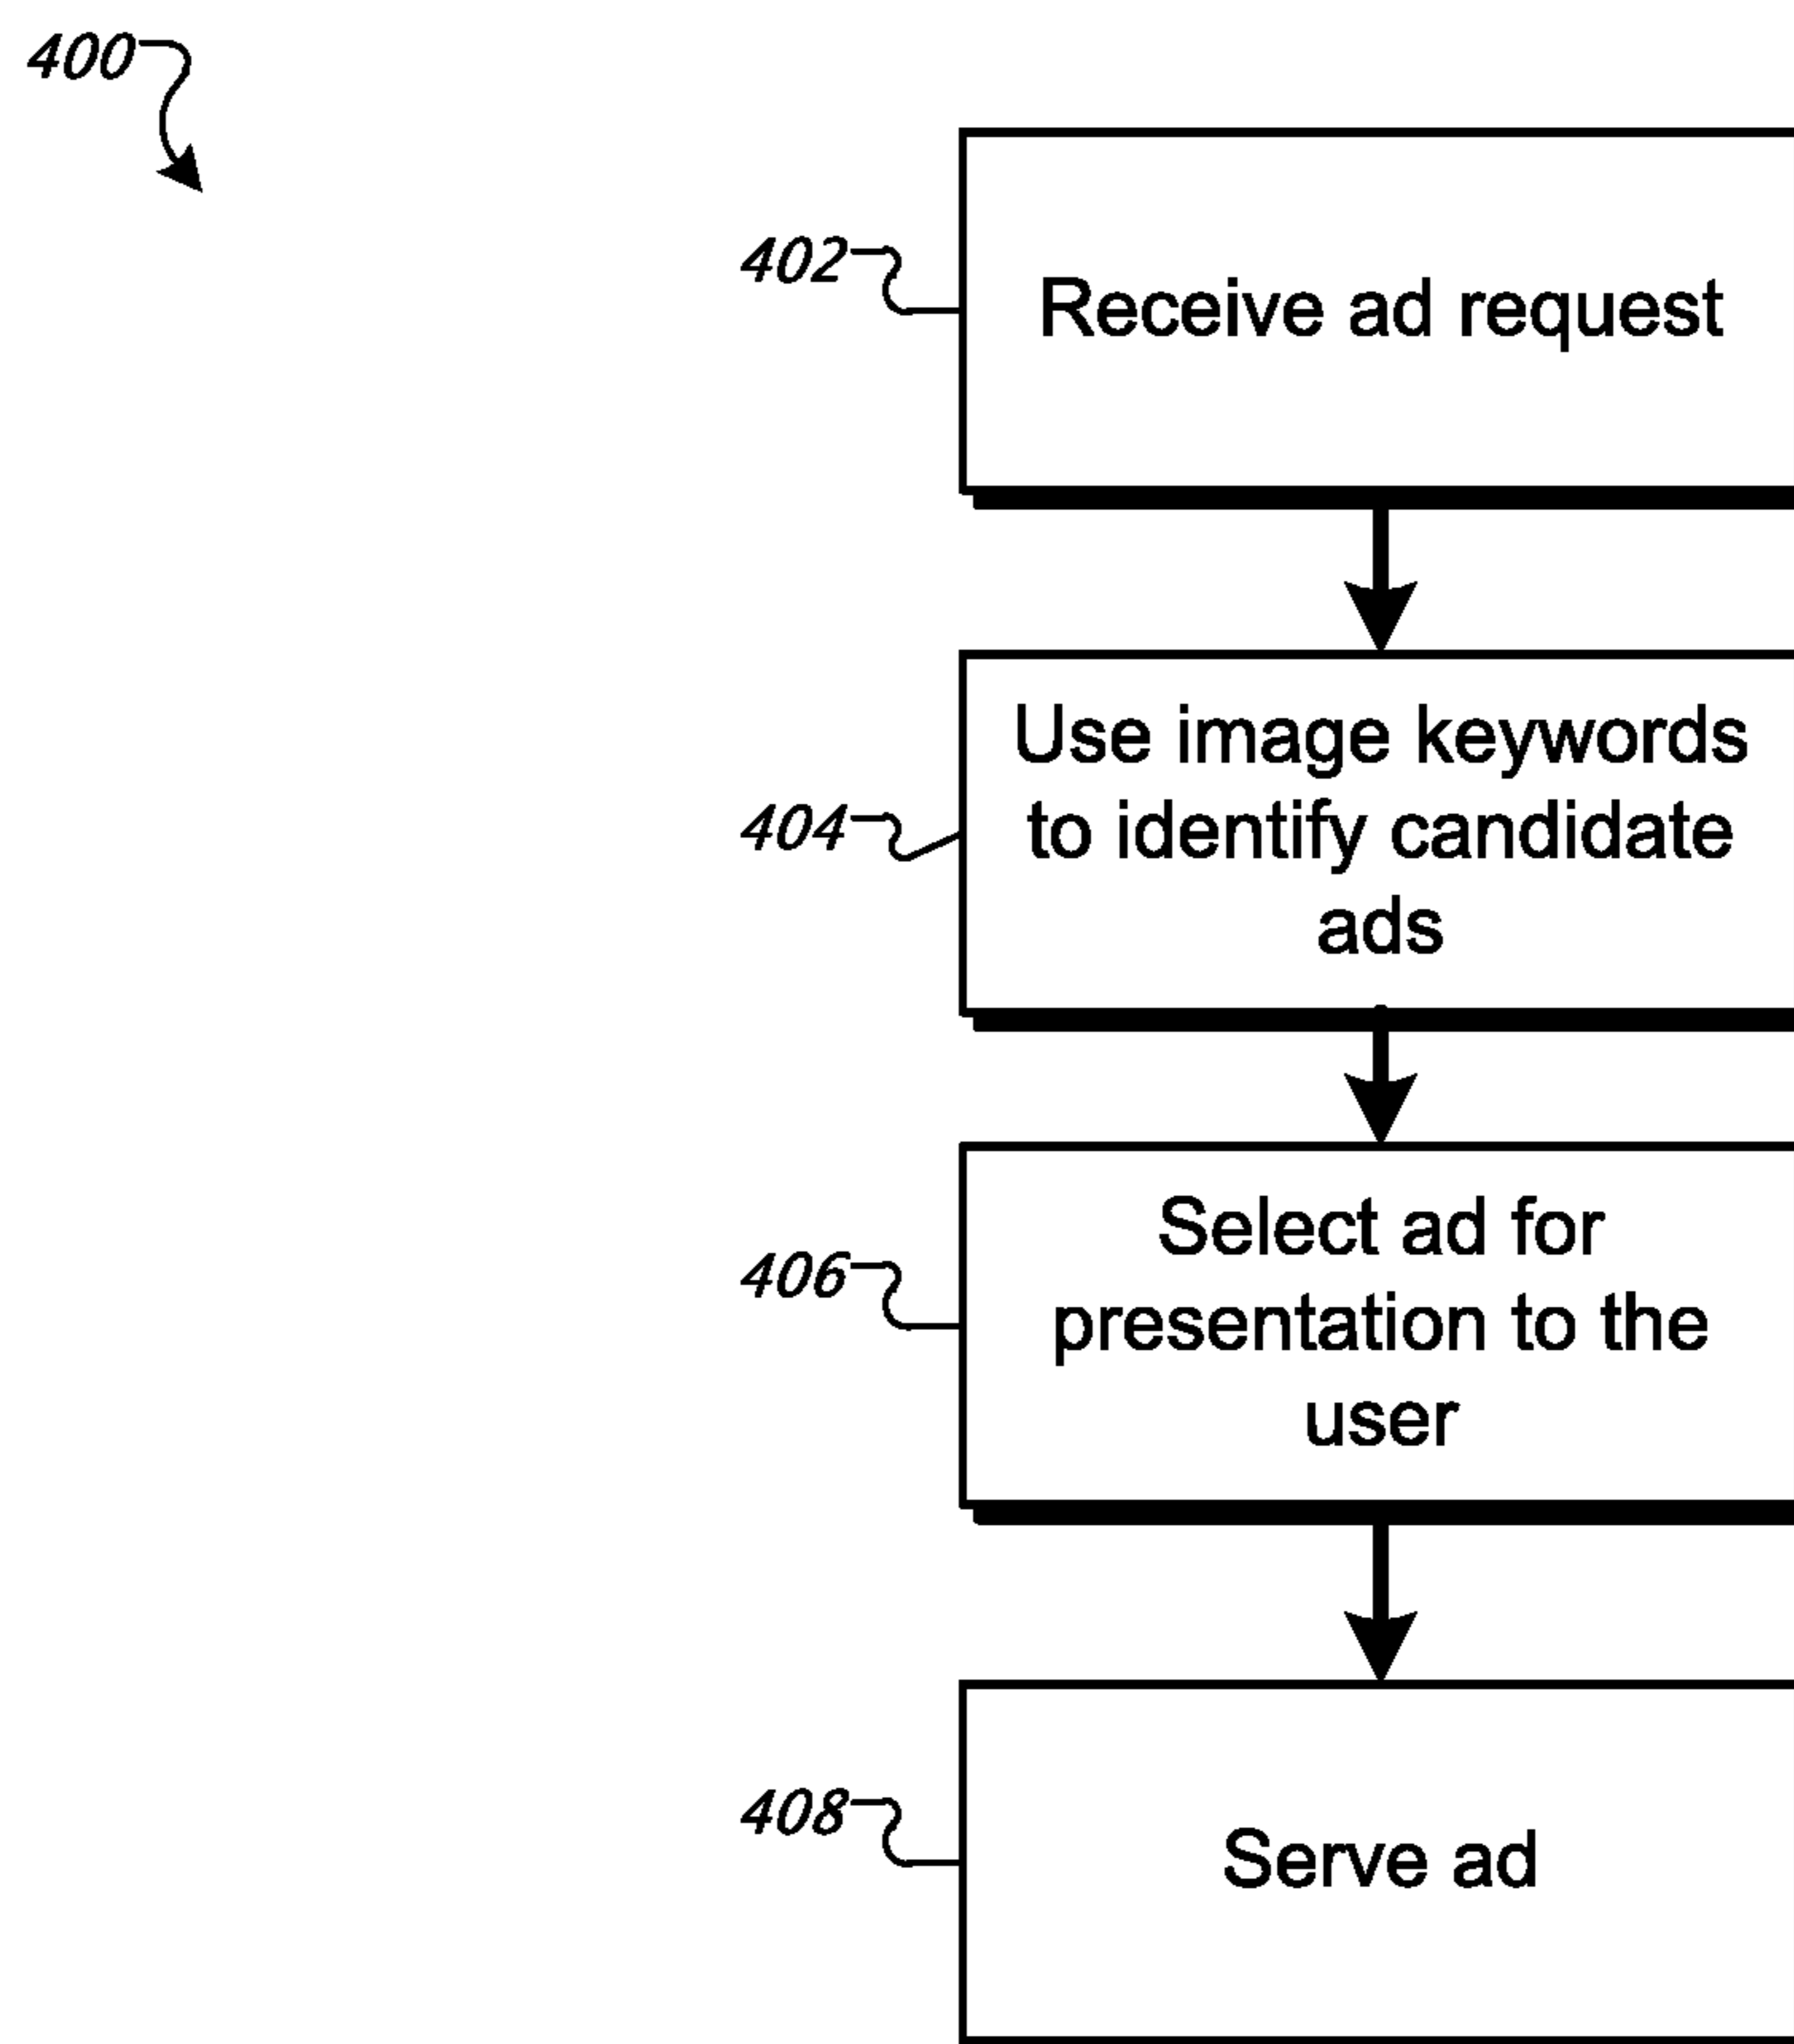 400
402
Receive ad request
Use image keywords
404
to identify candidate
ads
Select ad for
406
presentation to the
user
408
Serve ad